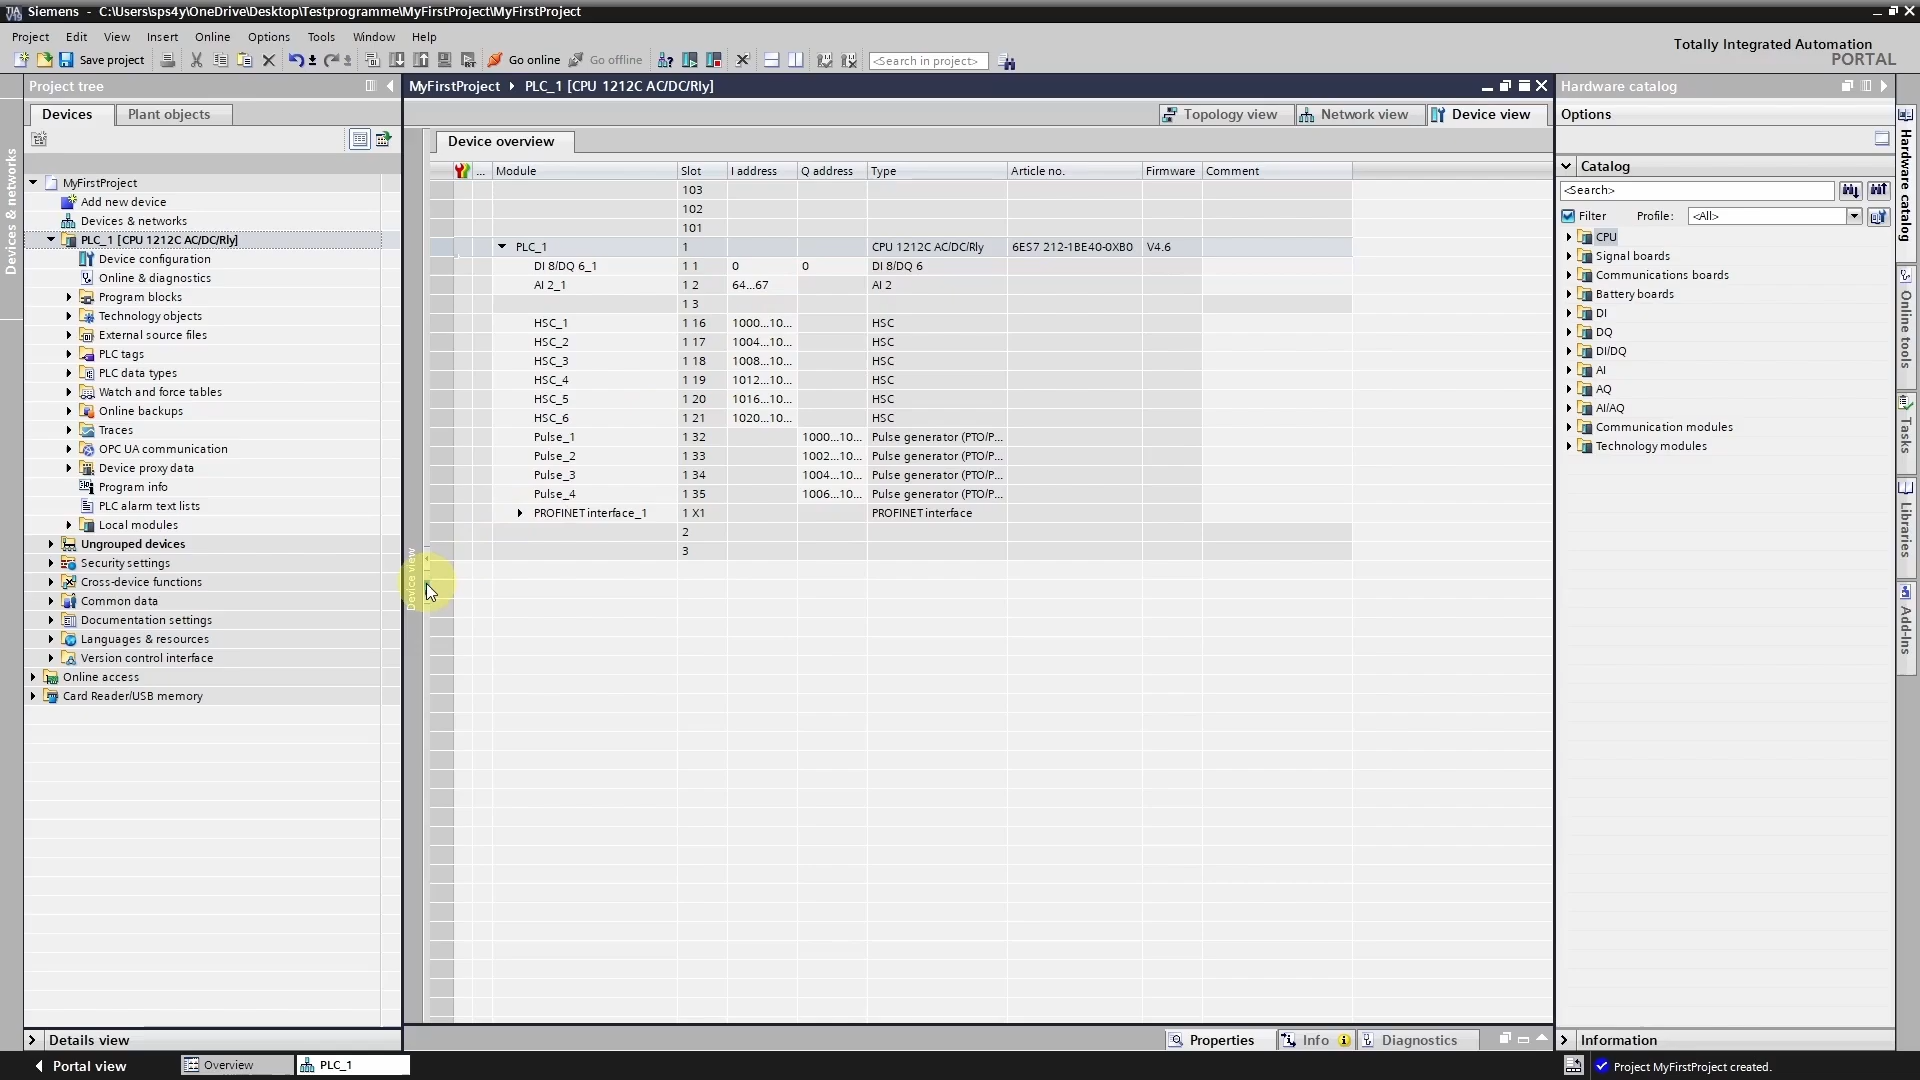 Siemens - C:\Users\sps4y\OneDrive\Desktop\Testprogramme\MyFirstProject\MyFirstProject
Project Edit View Insert Online Options Tools Window Help
Totally Integrated Automation
PORTAL
Save project Go online Go offline <Search in project>
Project tree
MyFirstProject PLC_1 [CPU 1212C AC/DC/Rly]
Hardware catalog
Devices Plant objects
Topology view Network view Device view
Options
Device overview
... Module Slot I address Q address Type Article no. Firmware Comment
103
102
101
PLC_1 1 CPU 1212C AC/DC/Rly 6ES7 212-1BE40-0XB0 V4.6
DI 8/DQ 6_1 1 1 0 0 DI 8/DQ 6
AI 2_1 1 2 64...67 AI 2
1 3
HSC_1 1 16 1000...10... HSC
HSC_2 1 17 1004...10... HSC
HSC_3 1 18 1008...10... HSC
HSC_4 1 19 1012...10... HSC
HSC_5 1 20 1016...10... HSC
HSC_6 1 21 1020...10... HSC
Pulse_1 1 32 1000...10... Pulse generator (PTO/P...
Pulse_2 1 33 1002...10... Pulse generator (PTO/P...
Pulse_3 1 34 1004...10... Pulse generator (PTO/P...
Pulse_4 1 35 1006...10... Pulse generator (PTO/P...
PROFINET interface_1 1 X1 PROFINET interface
2
3
MyFirstProject
Add new device
Devices & networks
PLC_1 [CPU 1212C AC/DC/Rly]
Device configuration
Online & diagnostics
Program blocks
Technology objects
External source files
PLC tags
PLC data types
Watch and force tables
Online backups
Traces
OPC UA communication
Device proxy data
Program info
PLC alarm text lists
Local modules
Ungrouped devices
Security settings
Cross-device functions
Common data
Documentation settings
Languages & resources
Version control interface
Online access
Card Reader/USB memory
Catalog
<Search>
Filter Profile: <All>
CPU
Signal boards
Communications boards
Battery boards
DI
DQ
DI/DQ
AI
AQ
AI/AQ
Communication modules
Technology modules
Devices & networks
Device view
Hardware catalog
Online tools
Tasks
Libraries
Add-Ins
Details view
Properties Info Diagnostics
Information
Portal view Overview PLC_1
Project MyFirstProject created.